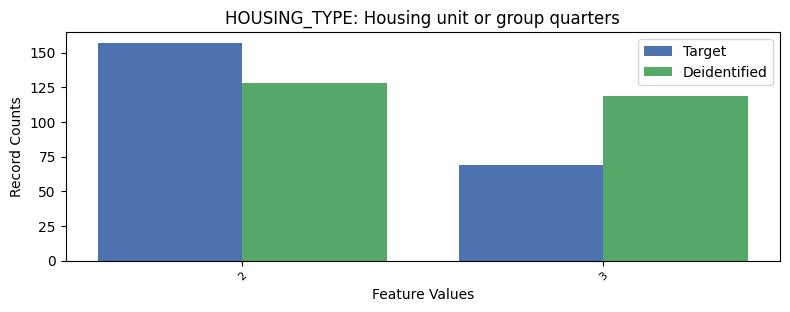 HOUSING_TYPE: Housing unit or group quarters
Target
Deidentified
Record Counts
150
125
100
75
50
25
0
2
3
Feature Values